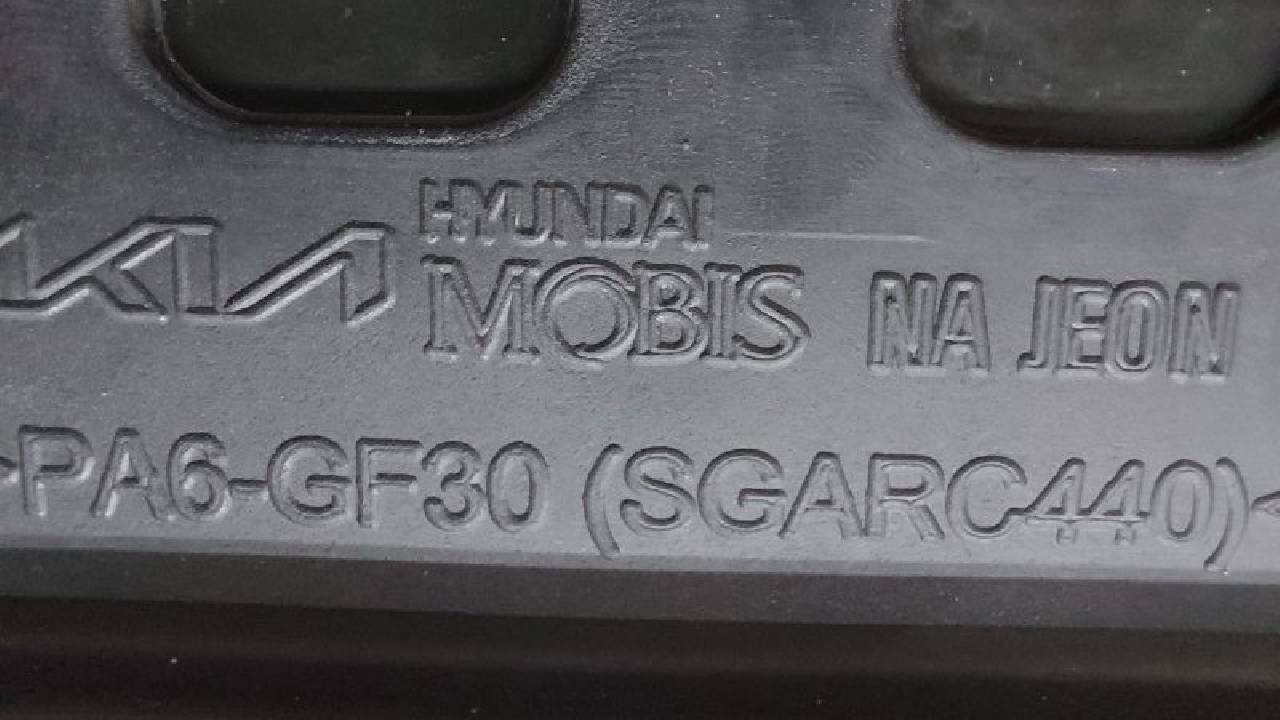 KIA HYUNDAI MOBIS NA JEON
>PA6-GF30 (SGARC440)<